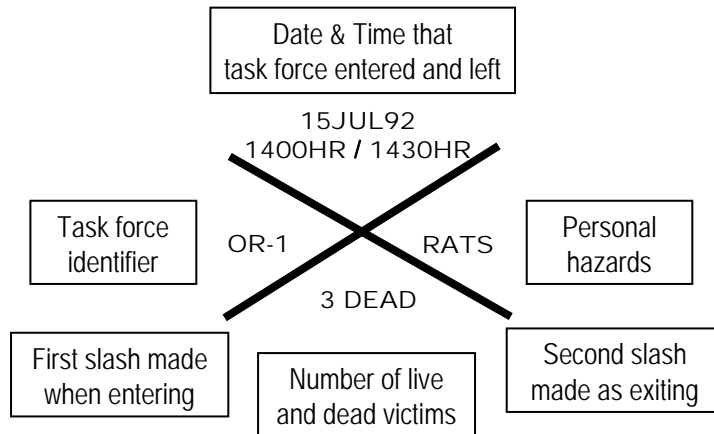 Date & Time that
task force entered and left
15JUL92
1400HR / 1430HR
Task force
identifier
OR-1
RATS
Personal
hazards
3 DEAD
First slash made
when entering
Number of live
and dead victims
Second slash
made as exiting